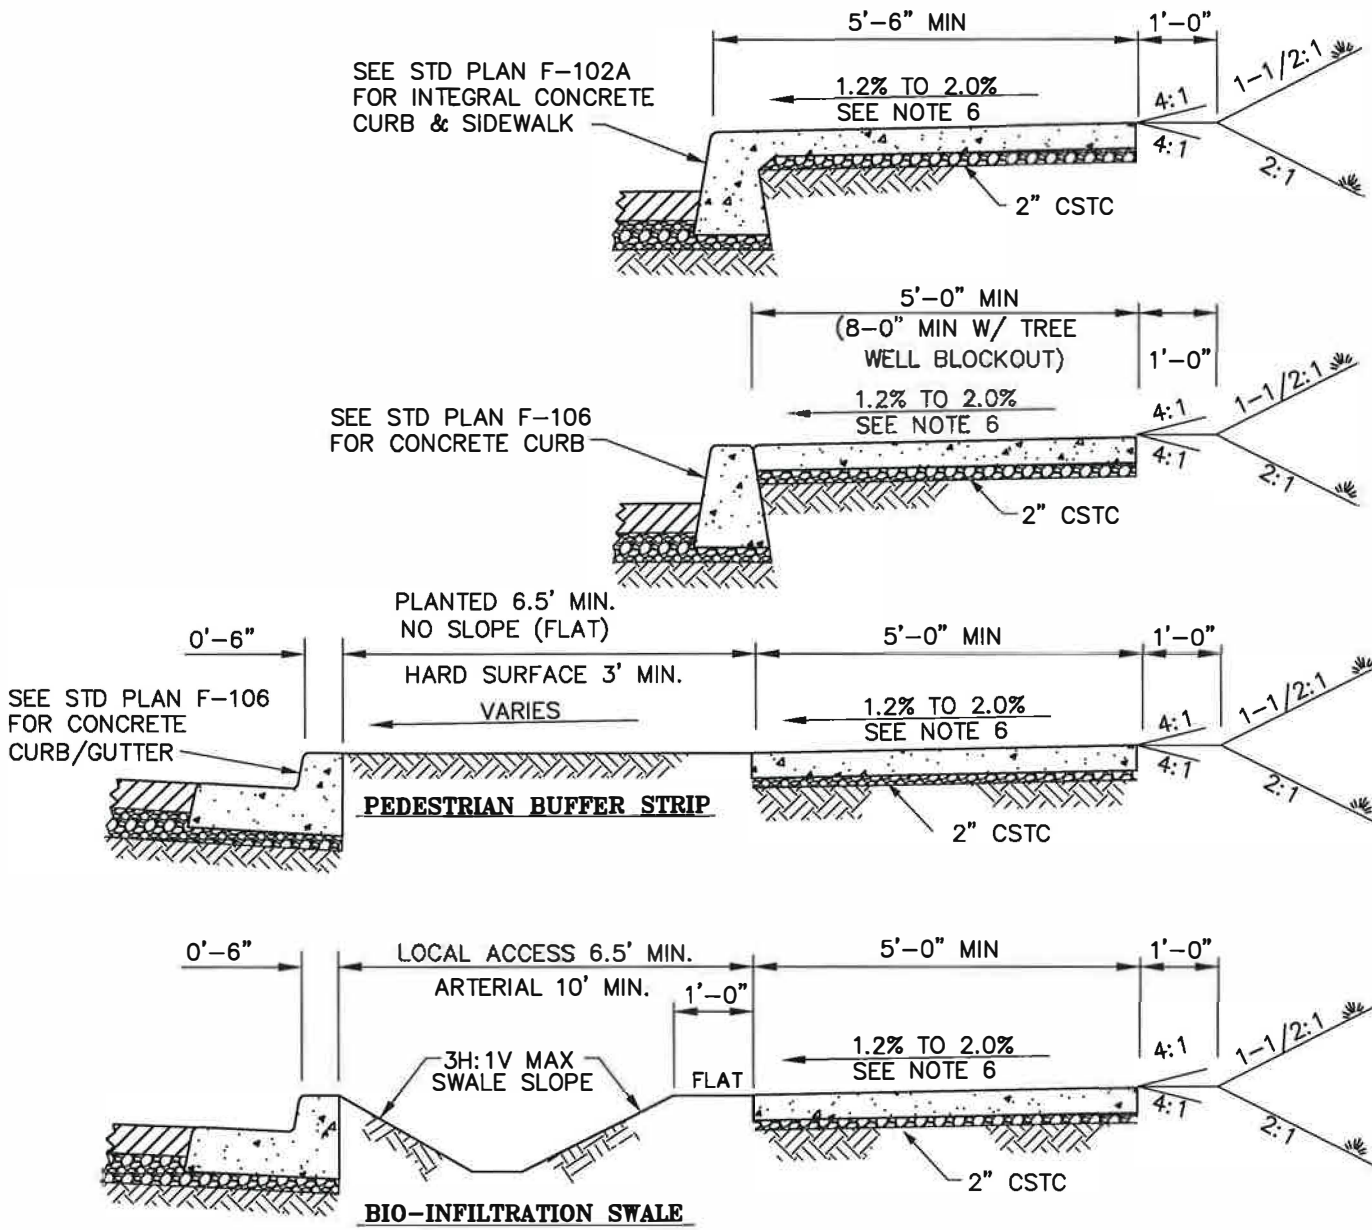 5'-6" MIN
1'-0"
SEE STD PLAN F-102A
FOR INTEGRAL CONCRETE
CURB & SIDEWALK
1.2% TO 2.0%
SEE NOTE 6
4:1
4:1
1-1/2:1
2:1
2" CSTC
5'-0" MIN
(8-0" MIN W/ TREE
WELL BLOCKOUT)
1'-0"
SEE STD PLAN F-106
FOR CONCRETE CURB
1.2% TO 2.0%
SEE NOTE 6
4:1
4:1
1-1/2:1
2:1
2" CSTC
0'-6"
PLANTED 6.5' MIN.
NO SLOPE (FLAT)
HARD SURFACE 3' MIN.
VARIES
5'-0" MIN
1'-0"
SEE STD PLAN F-106
FOR CONCRETE
CURB/GUTTER
1.2% TO 2.0%
SEE NOTE 6
4:1
4:1
1-1/2:1
2:1
PEDESTRIAN BUFFER STRIP
2" CSTC
0'-6"
LOCAL ACCESS 6.5' MIN.
ARTERIAL 10' MIN.
1'-0"
5'-0" MIN
1'-0"
3H:1V MAX
SWALE SLOPE
FLAT
1.2% TO 2.0%
SEE NOTE 6
4:1
4:1
1-1/2:1
2:1
2" CSTC
BIO-INFILTRATION SWALE